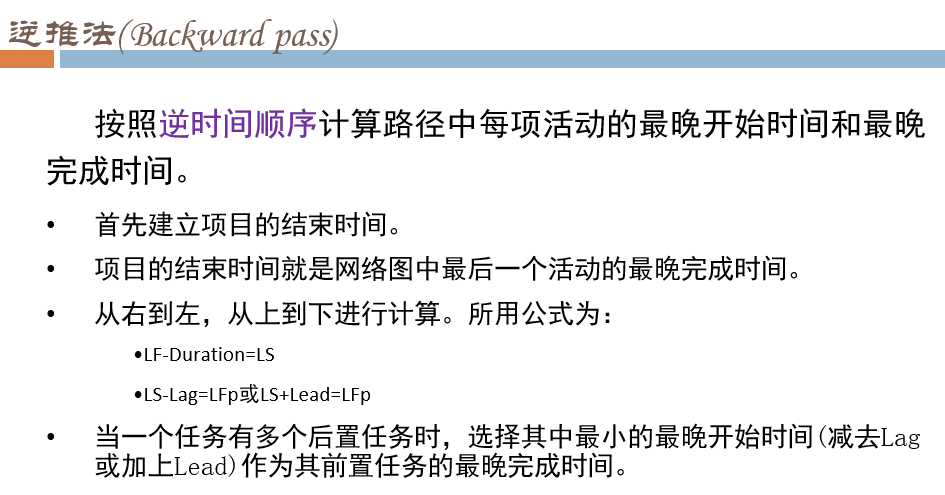 逆推法(Backward pass)
按照逆时间顺序计算路径中每项活动的最晚开始时间和最晚
完成时间。
• 首先建立项目的结束时间。
• 项目的结束时间就是网络图中最后一个活动的最晚完成时间。
• 从右到左，从上到下进行计算。所用公式为：
•LF-Duration=LS
•LS-Lag=LFp或LS+Lead=LFp
• 当一个任务有多个后置任务时，选择其中最小的最晚开始时间(减去Lag
或加上Lead)作为其前置任务的最晚完成时间。